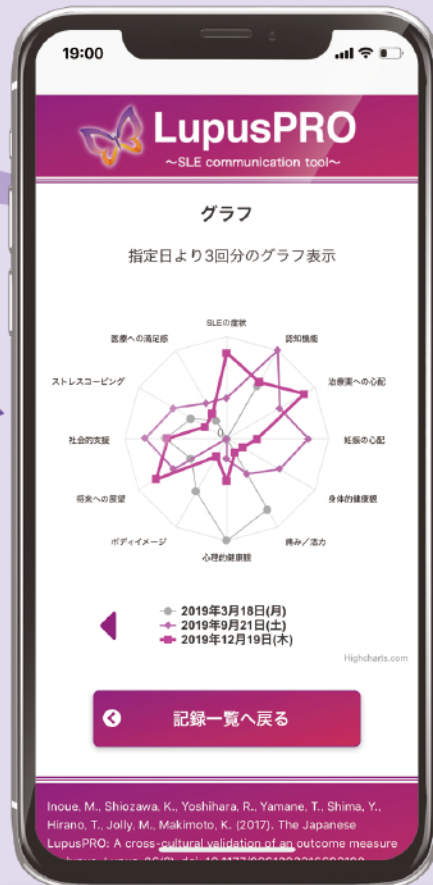 19:00
LupusPRO
～SLE communication tool～
グラフ
指定日より3回分のグラフ表示
SLEの症状
医療への満足感
認知機能
ストレスコーピング
治療薬への心配
0
社会的支援
妊娠の心配
将来への展望
身体的健康観
ボディイメージ
痛み／活力
心理的健康観
2019年3月18日(月)
2019年9月21日(土)
2019年12月19日(木)
Highcharts.com
記録一覧へ戻る
Inoue, M., Shiozawa, K., Yoshihara, R., Yamane, T., Shima, Y.,
Hirano, T., Jolly, M., Makimoto, K. (2017). The Japanese
LupusPRO: A cross-cultural validation of an outcome measure